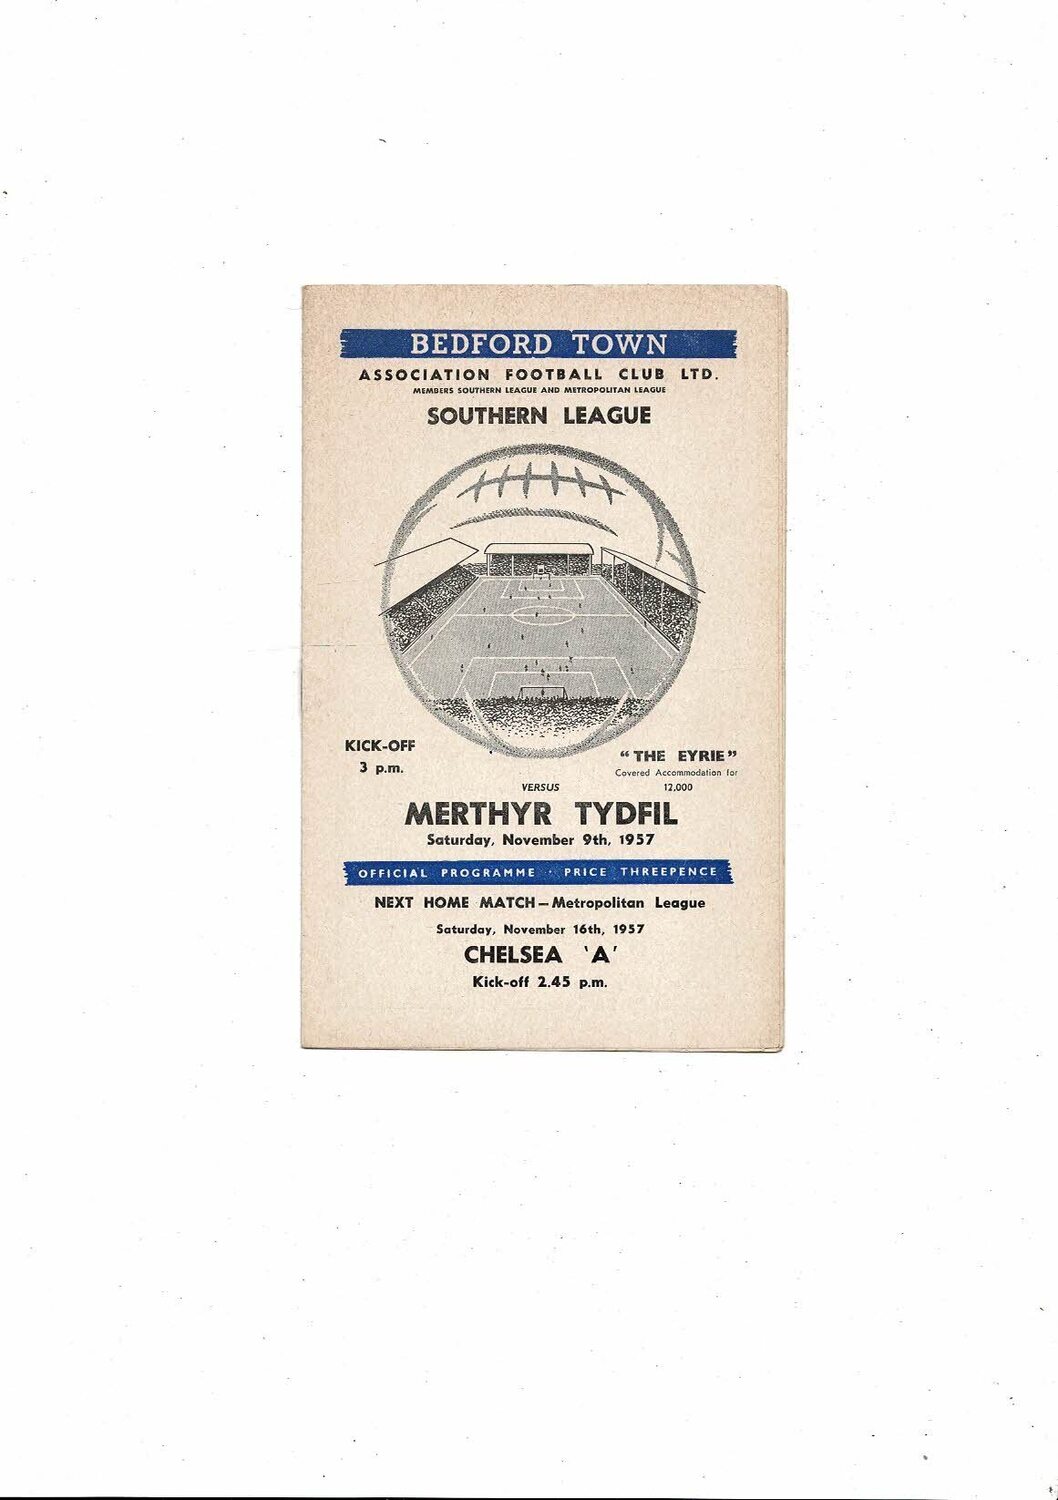 BEDFORD TOWN
ASSOCIATION FOOTBALL CLUB LTD.
MEMBERS SOUTHERN LEAGUE AND METROPOLITAN LEAGUE
SOUTHERN LEAGUE
KICK-OFF
3 p.m.
“THE EYRIE”
Covered Accommodation for
12,000
VERSUS
MERTHYR TYDFIL
Saturday, November 9th, 1957
OFFICIAL PROGRAMME · PRICE THREEPENCE
NEXT HOME MATCH — Metropolitan League
Saturday, November 16th, 1957
CHELSEA ‘A’
Kick-off 2.45 p.m.